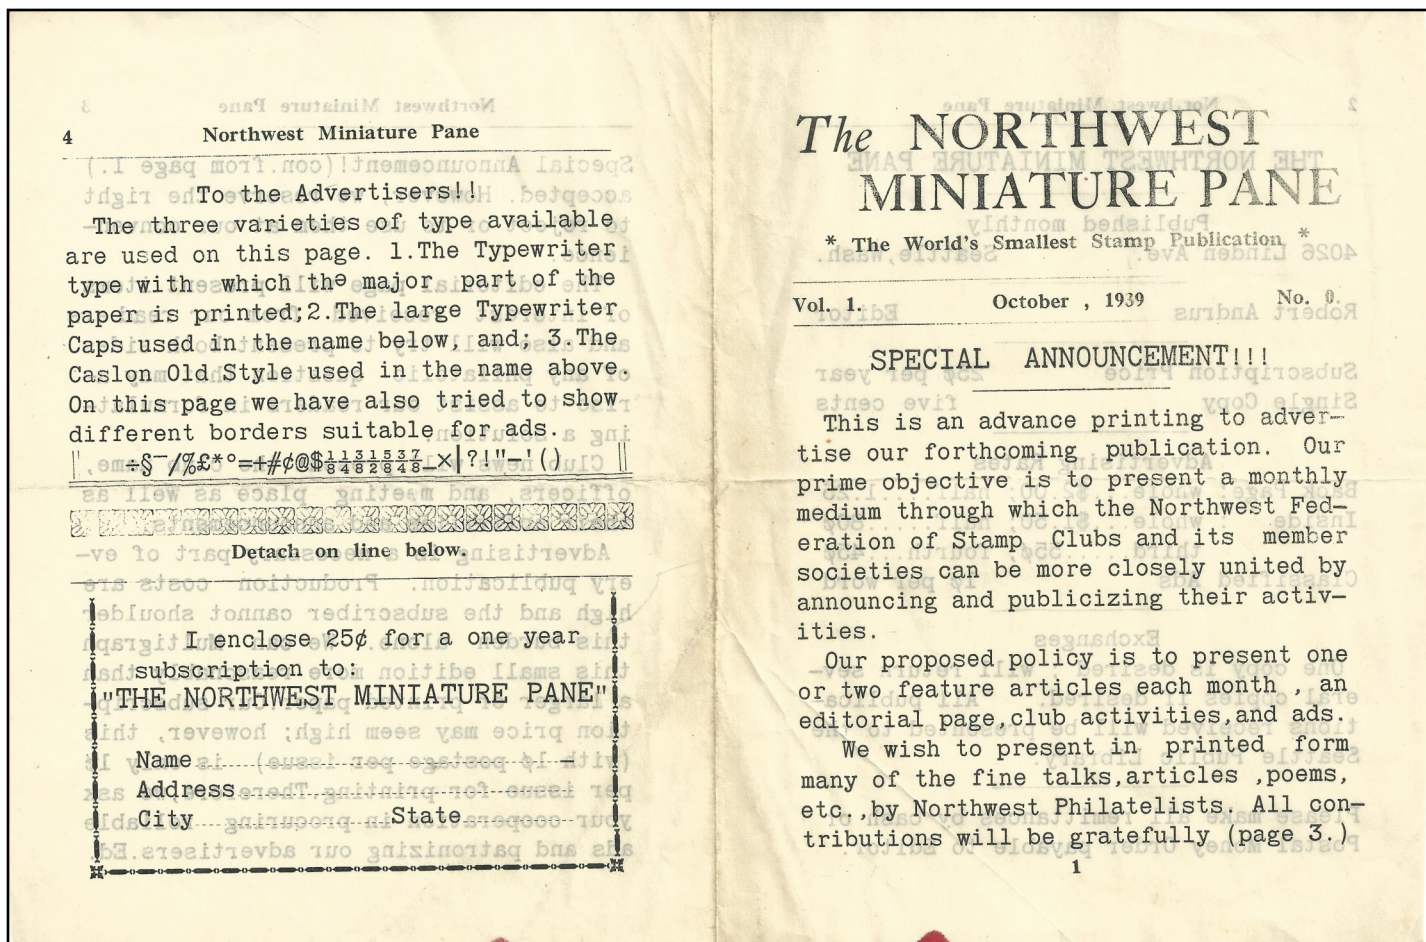 4 Northwest Miniature Pane
To the Advertisers!!
The three varieties of type available
are used on this page. 1.The Typewriter
type with which the major part of the
paper is printed;2.The large Typewriter
Caps used in the name below, and; 3.The
Caslon Old Style used in the name above.
On this page we have also tried to show
different borders suitable for ads.
÷§¯/%£*°=+#¢@$⅛¼⅜½⅝¾⅞_×|?!"—'()
Detach on line below.
I enclose 25¢ for a one year
subscription to:
"THE NORTHWEST MINIATURE PANE"
Name
Address
City State
The NORTHWEST
MINIATURE PANE
* The World's Smallest Stamp Publication *
Vol. 1. October , 1939 No. 0.
SPECIAL ANNOUNCEMENT!!!
This is an advance printing to adver-
tise our forthcoming publication. Our
prime objective is to present a monthly
medium through which the Northwest Fed-
eration of Stamp Clubs and its member
societies can be more closely united by
announcing and publicizing their activ-
ities.
Our proposed policy is to present one
or two feature articles each month , an
editorial page,club activities,and ads.
We wish to present in printed form
many of the fine talks,articles ,poems,
etc.,by Northwest Philatelists. All con-
tributions will be gratefully (page 3.)
1